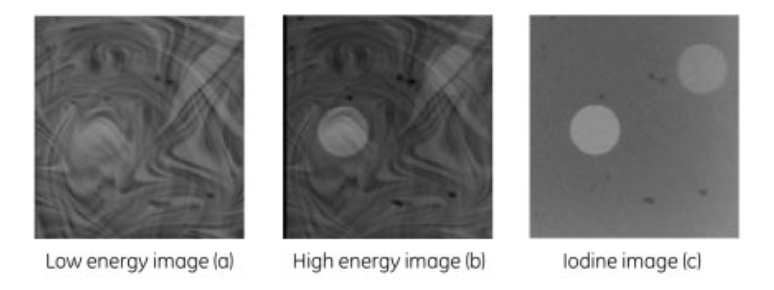 Low energy image (a)
High energy image (b)
Iodine image (c)